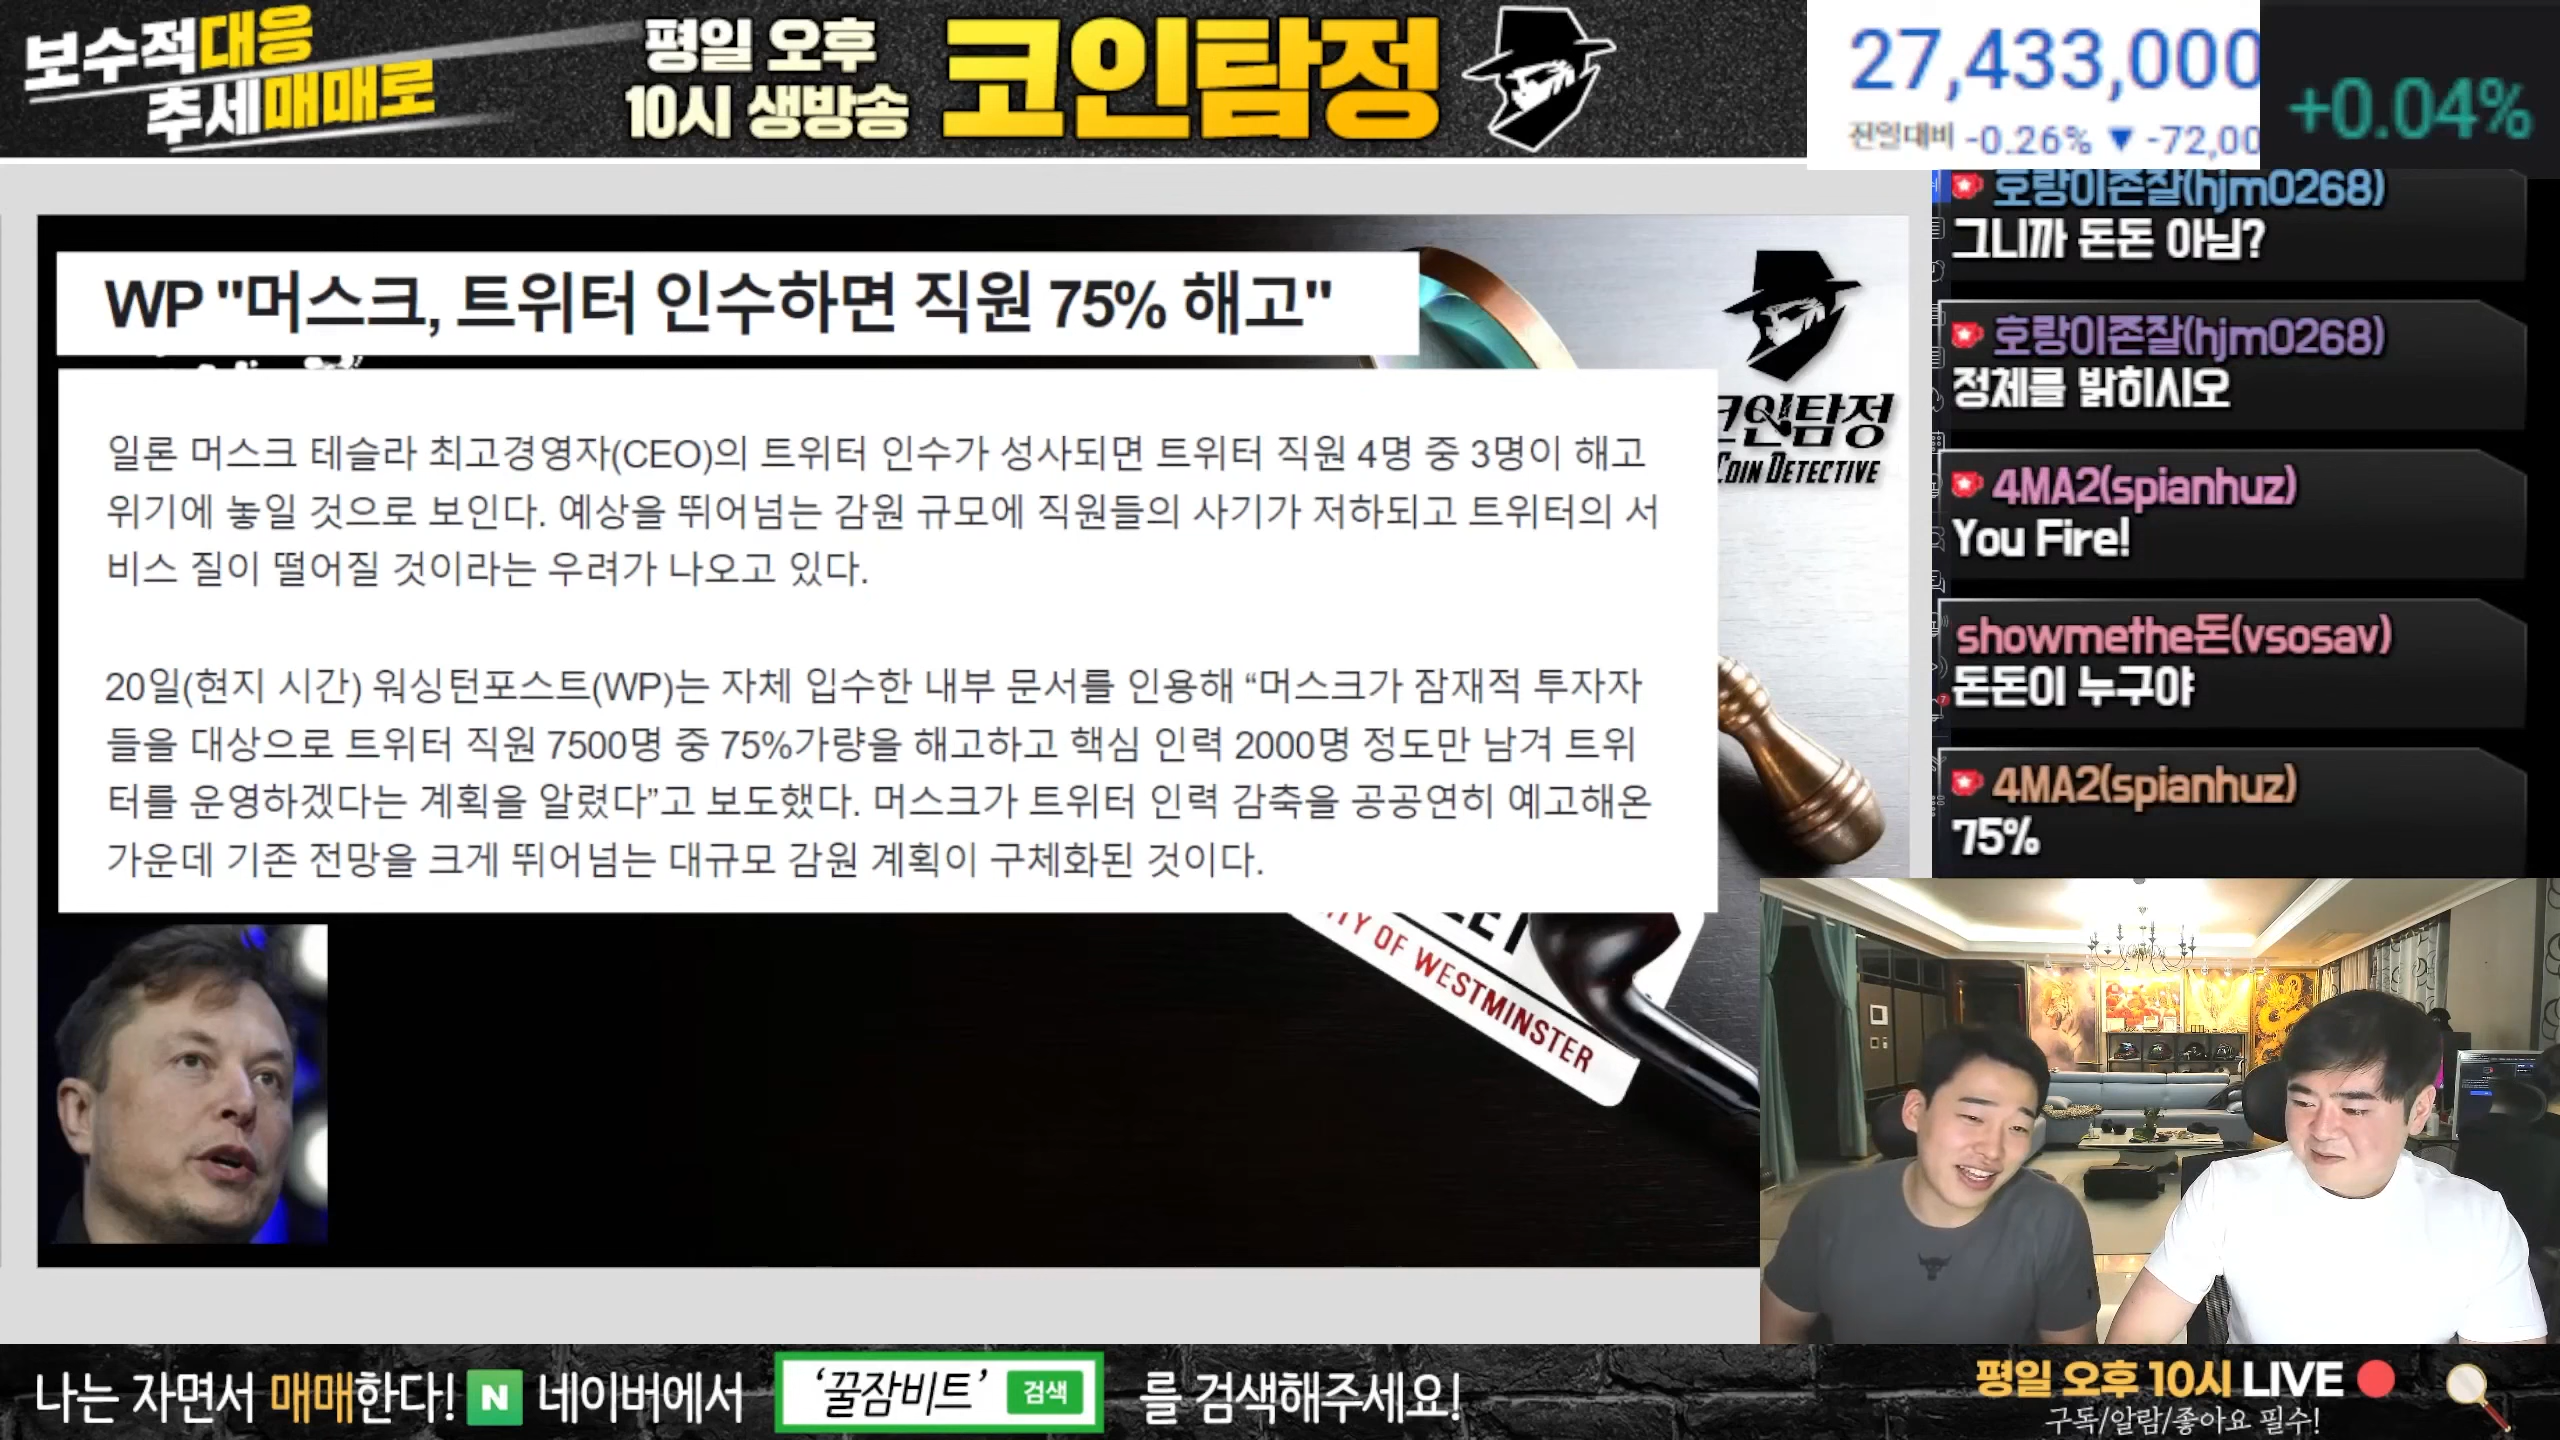 보수적대응
추세매매로
평일 오후
10시 생방송
코인탐정
27,433,000
전일대비 -0.26% ▼ -72,00
+0.04%
WP "머스크, 트위터 인수하면 직원 75% 해고"
일론 머스크 테슬라 최고경영자(CEO)의 트위터 인수가 성사되면 트위터 직원 4명 중 3명이 해고
위기에 놓일 것으로 보인다. 예상을 뛰어넘는 감원 규모에 직원들의 사기가 저하되고 트위터의 서
비스 질이 떨어질 것이라는 우려가 나오고 있다.
20일(현지 시간) 워싱턴포스트(WP)는 자체 입수한 내부 문서를 인용해 “머스크가 잠재적 투자자
들을 대상으로 트위터 직원 7500명 중 75%가량을 해고하고 핵심 인력 2000명 정도만 남겨 트위
터를 운영하겠다는 계획을 알렸다”고 보도했다. 머스크가 트위터 인력 감축을 공공연히 예고해온
가운데 기존 전망을 크게 뛰어넘는 대규모 감원 계획이 구체화된 것이다.
코인탐정
COIN DETECTIVE
OF WESTMINSTER
호랑이존잘(hjm0268)
그니까 돈돈 아님?
호랑이존잘(hjm0268)
정체를 밝히시오
4MA2(spianhuz)
You Fire!
showmethe돈(vsosav)
돈돈이 누구야
4MA2(spianhuz)
75%
나는 자면서 매매한다! N 네이버에서 ‘꿀잠비트’ 검색 를 검색해주세요!
평일 오후 10시 LIVE
구독/알람/좋아요 필수!